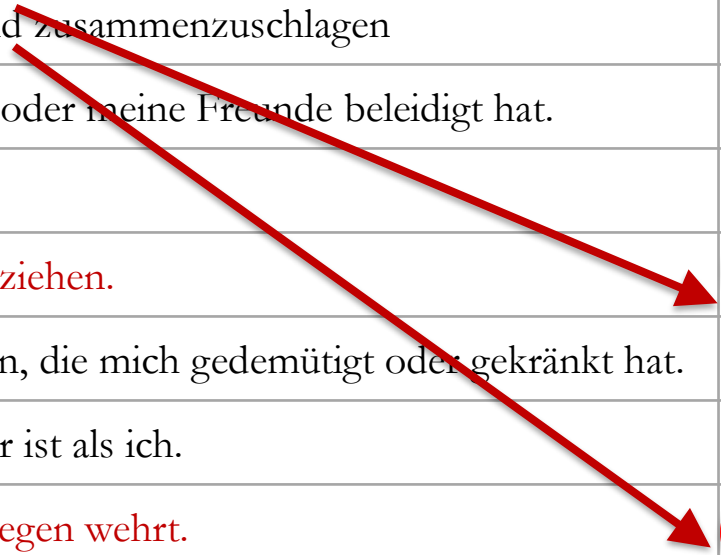 d zusammenzuschlagen
oder meine Freunde beleidigt hat.
ziehen.
n, die mich gedemütigt oder gekränkt hat.
r ist als ich.
egen wehrt.